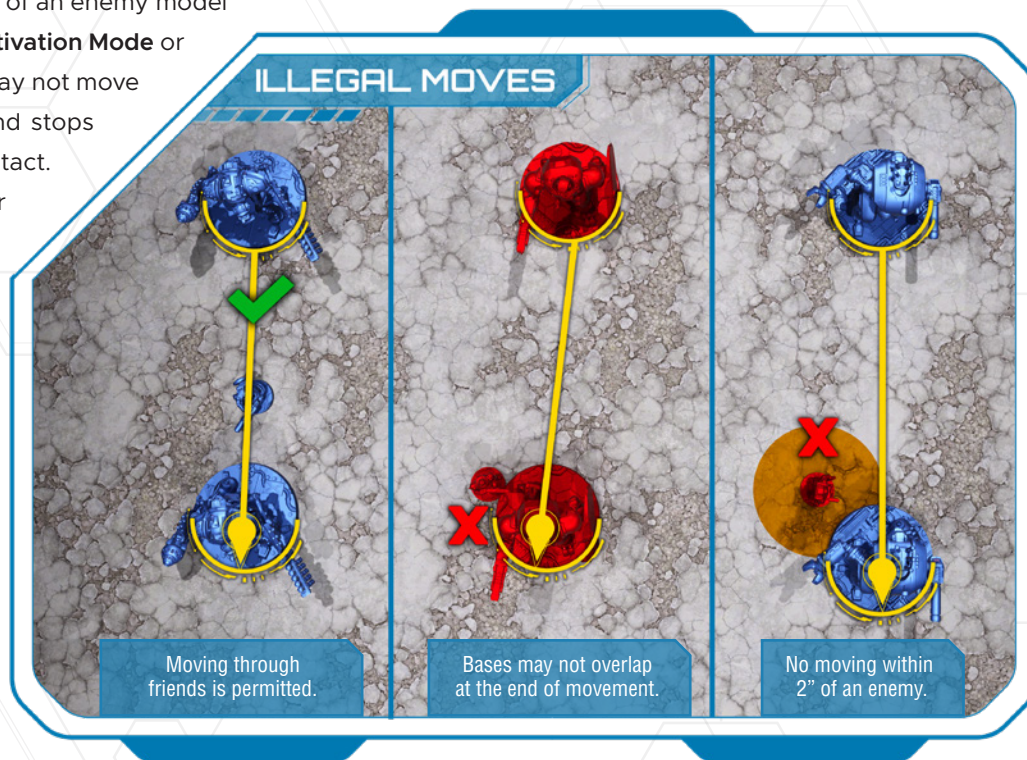 of an enemy model
tivation Mode or
ay not move
nd stops
tact.
r
ILLEGAL MOVES
Moving through
friends is permitted.
Bases may not overlap
at the end of movement.
No moving within
2” of an enemy.